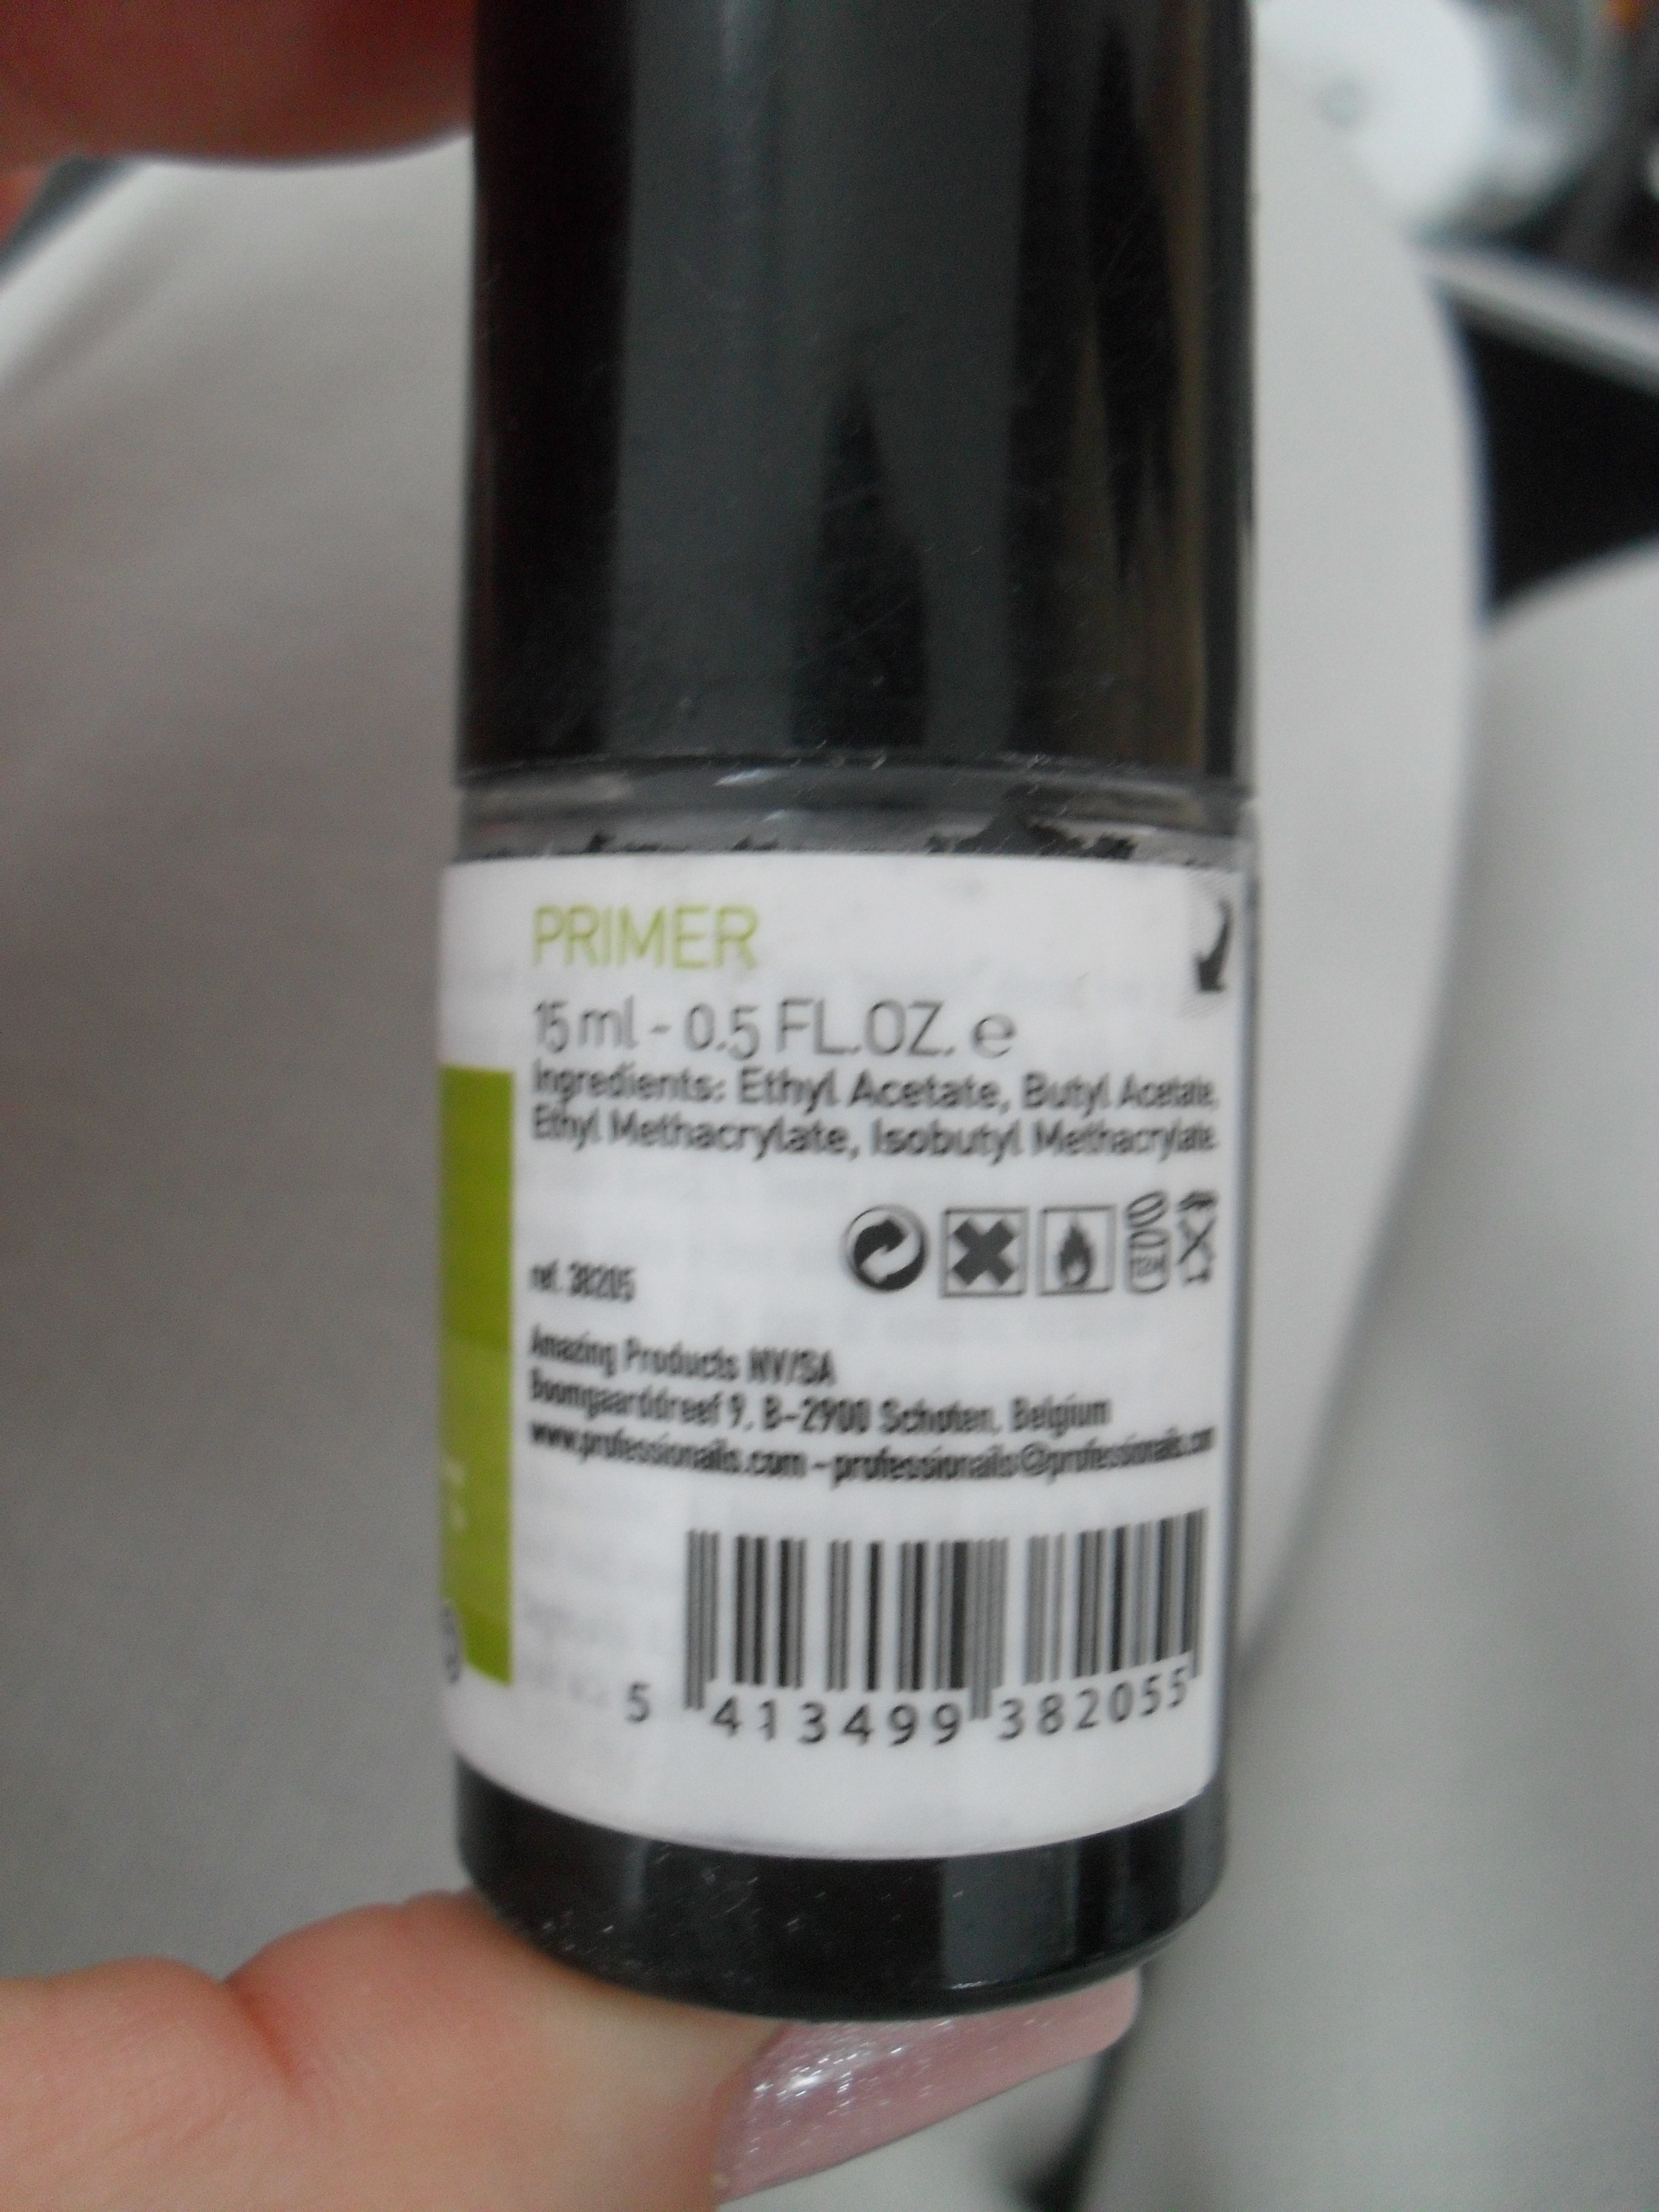 PRIMER
15 ml - 0.5 FL.OZ. e
Ingredients: Ethyl Acetate, Butyl Acetate,
Ethyl Methacrylate, Isobutyl Methacrylate.
ref. 38205
Amazing Products NV/SA
Boomgaarddreef 9, B-2900 Schoten, Belgium
www.professionails.com - professionails@professionails.com
5 413499 382055